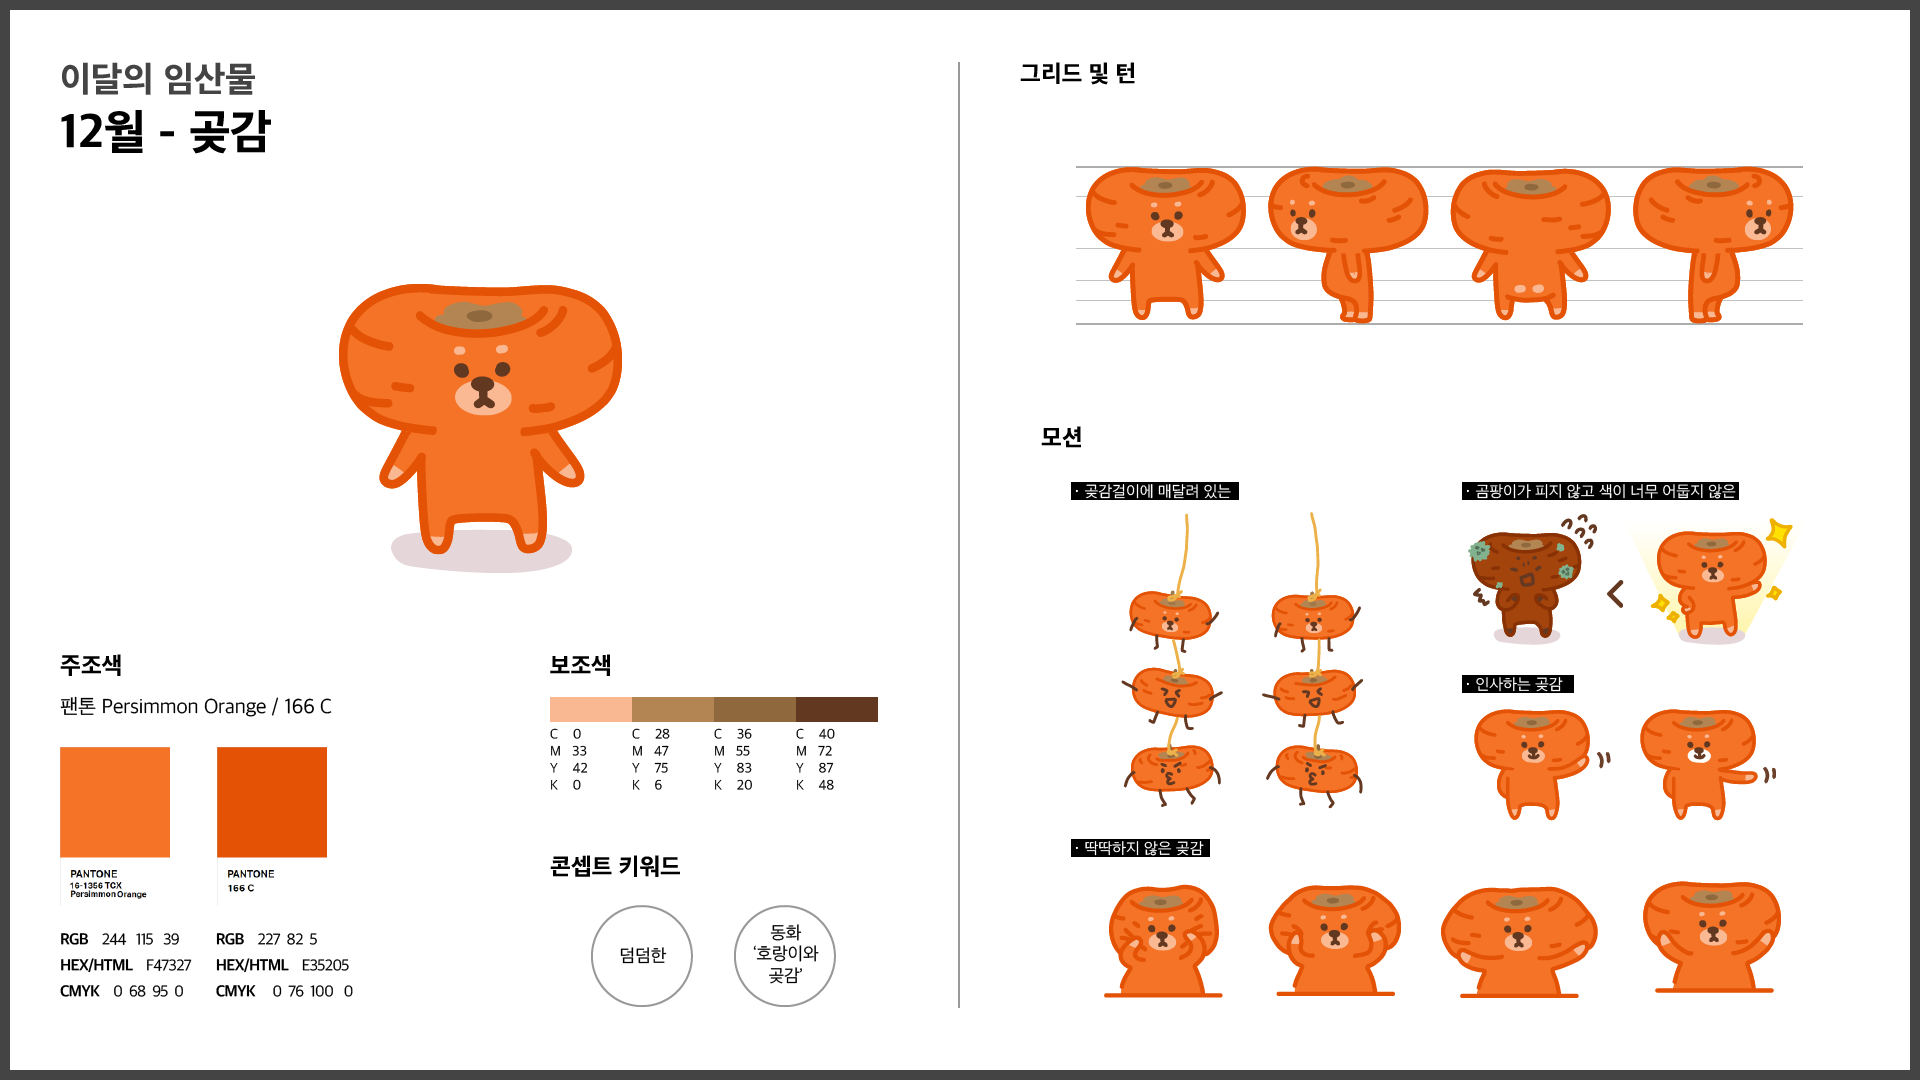 이달의 임산물
12월 - 곶감
주조색
팬톤 Persimmon Orange / 166 C
PANTONE
16-1356 TCX
Persimmon Orange
PANTONE
166 C
RGB 244 115 39
HEX/HTML F47327
CMYK 0 68 95 0
RGB 227 82 5
HEX/HTML E35205
CMYK 0 76 100 0
보조색
C 0
M 33
Y 42
K 0
C 28
M 47
Y 75
K 6
C 36
M 55
Y 83
K 20
C 40
M 72
Y 87
K 48
콘셉트 키워드
덤덤한
동화
‘호랑이와
곶감’
그리드 및 턴
모션
· 곶감걸이에 매달려 있는
· 곰팡이가 피지 않고 색이 너무 어둡지 않은
· 인사하는 곶감
· 딱딱하지 않은 곶감